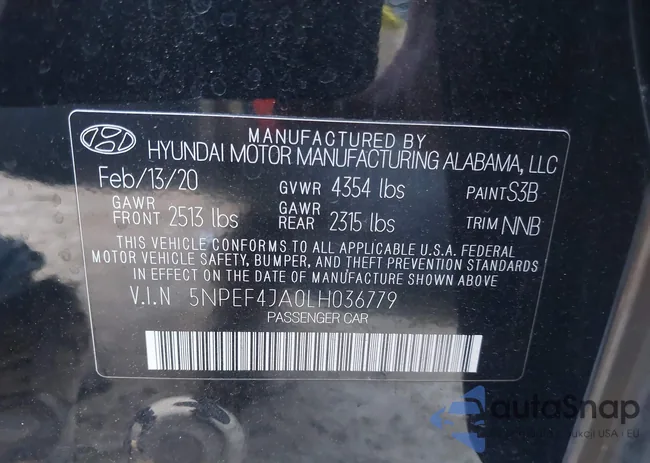 MANUFACTURED BY
HYUNDAI MOTOR MANUFACTURING ALABAMA, LLC
Feb/13/20 GVWR 4354 lbs PAINT S3B
GAWR FRONT 2513 lbs GAWR REAR 2315 lbs TRIM NNB
THIS VEHICLE CONFORMS TO ALL APPLICABLE U.S.A. FEDERAL
MOTOR VEHICLE SAFETY, BUMPER, AND THEFT PREVENTION STANDARDS
IN EFFECT ON THE DATE OF MANUFACTURE SHOWN ABOVE.
V.I.N 5NPEF4JA0LH036779
PASSENGER CAR
autoSnap
USA i EU